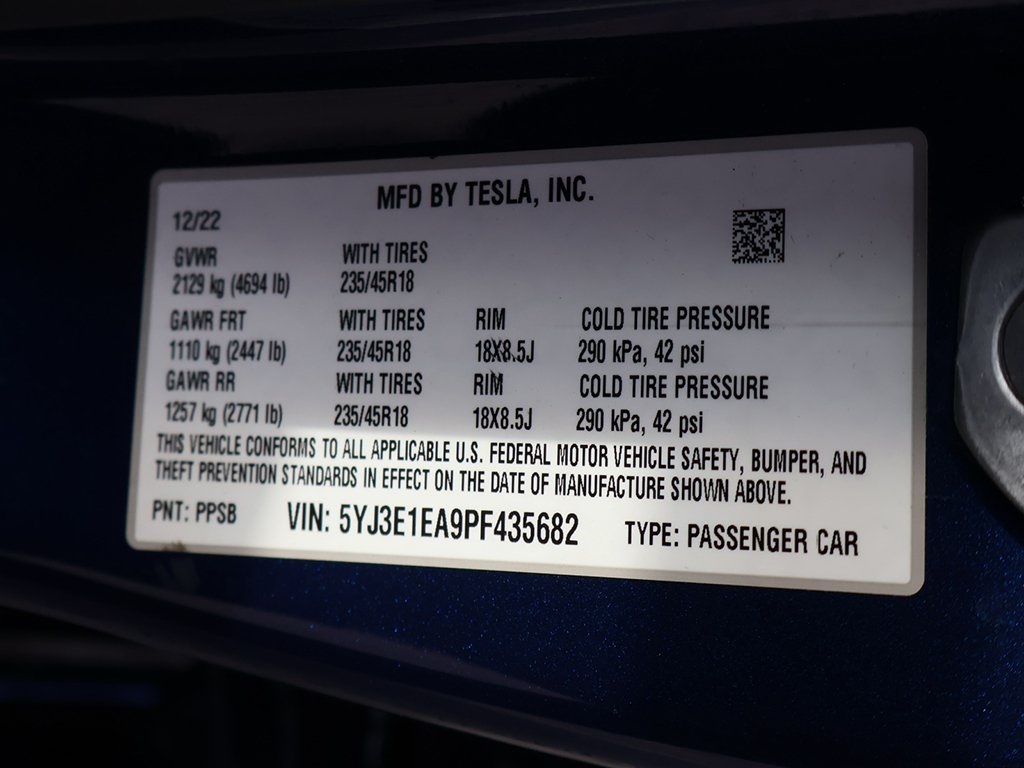 MFD BY TESLA, INC.
12/22
GVWR WITH TIRES
2129 kg (4694 lb) 235/45R18
GAWR FRT WITH TIRES RIM COLD TIRE PRESSURE
1110 kg (2447 lb) 235/45R18 18X8.5J 290 kPa, 42 psi
GAWR RR WITH TIRES RIM COLD TIRE PRESSURE
1257 kg (2771 lb) 235/45R18 18X8.5J 290 kPa, 42 psi
THIS VEHICLE CONFORMS TO ALL APPLICABLE U.S. FEDERAL MOTOR VEHICLE SAFETY, BUMPER, AND
THEFT PREVENTION STANDARDS IN EFFECT ON THE DATE OF MANUFACTURE SHOWN ABOVE.
PNT: PPSB VIN: 5YJ3E1EA9PF435682 TYPE: PASSENGER CAR